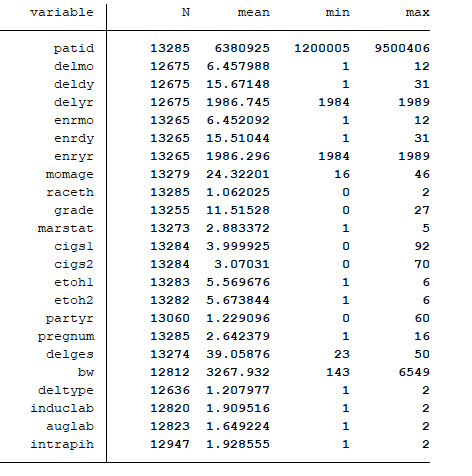 variable N mean min max
patid 13285 6380925 1200005 9500406
delmo 12675 6.457988 1 12
deldy 12675 15.67148 1 31
delyr 12675 1986.745 1984 1989
enrmo 13265 6.452092 1 12
enrdy 13265 15.51044 1 31
enryr 13265 1986.296 1984 1989
momage 13279 24.32201 16 46
raceth 13285 1.062025 0 2
grade 13255 11.51528 0 27
marstat 13273 2.883372 1 5
cigs1 13284 3.999925 0 92
cigs2 13284 3.07031 0 70
etoh1 13283 5.569676 1 6
etoh2 13282 5.673844 1 6
partyr 13060 1.229096 0 60
pregnum 13285 2.642379 1 16
delges 13274 39.05876 23 50
bw 12812 3267.932 143 6549
deltype 12636 1.207977 1 2
induclab 12820 1.909516 1 2
auglab 12823 1.649224 1 2
intrapih 12947 1.928555 1 2